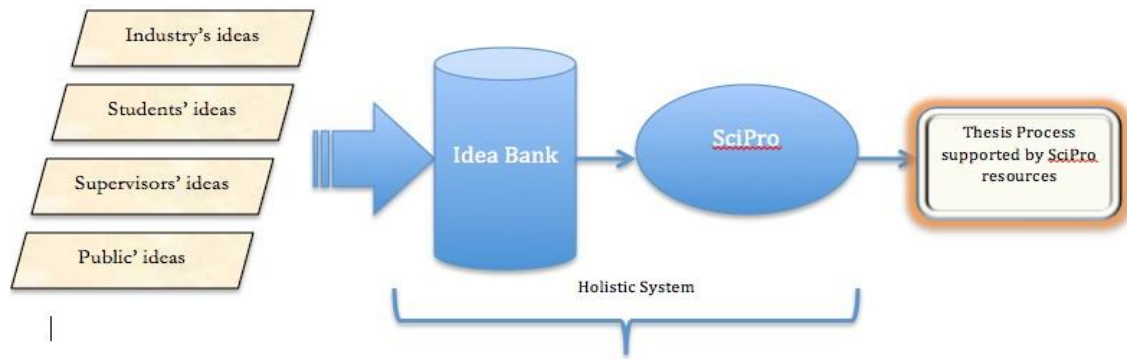 Industry's ideas
Students' ideas
Supervisors' ideas
Public' ideas
Idea Bank
SciPro
Thesis Process
supported by SciPro
resources
Holistic System